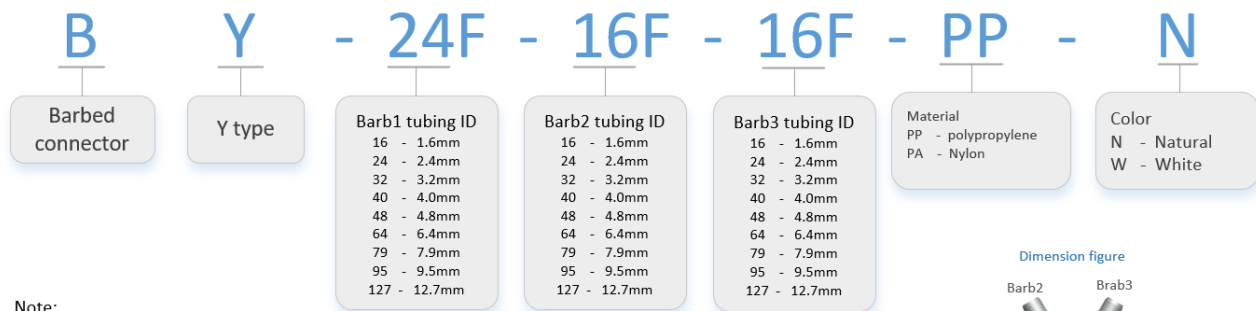 B Y - 24F - 16F - 16F - PP - N
Barbed
connector
Y type
Barb1 tubing ID
16 - 1.6mm
24 - 2.4mm
32 - 3.2mm
40 - 4.0mm
48 - 4.8mm
64 - 6.4mm
79 - 7.9mm
95 - 9.5mm
127 - 12.7mm
Barb2 tubing ID
16 - 1.6mm
24 - 2.4mm
32 - 3.2mm
40 - 4.0mm
48 - 4.8mm
64 - 6.4mm
79 - 7.9mm
95 - 9.5mm
127 - 12.7mm
Barb3 tubing ID
16 - 1.6mm
24 - 2.4mm
32 - 3.2mm
40 - 4.0mm
48 - 4.8mm
64 - 6.4mm
79 - 7.9mm
95 - 9.5mm
127 - 12.7mm
Material
PP - polypropylene
PA - Nylon
Color
N - Natural
W - White
Dimension figure
Barb2 Brab3
Note: